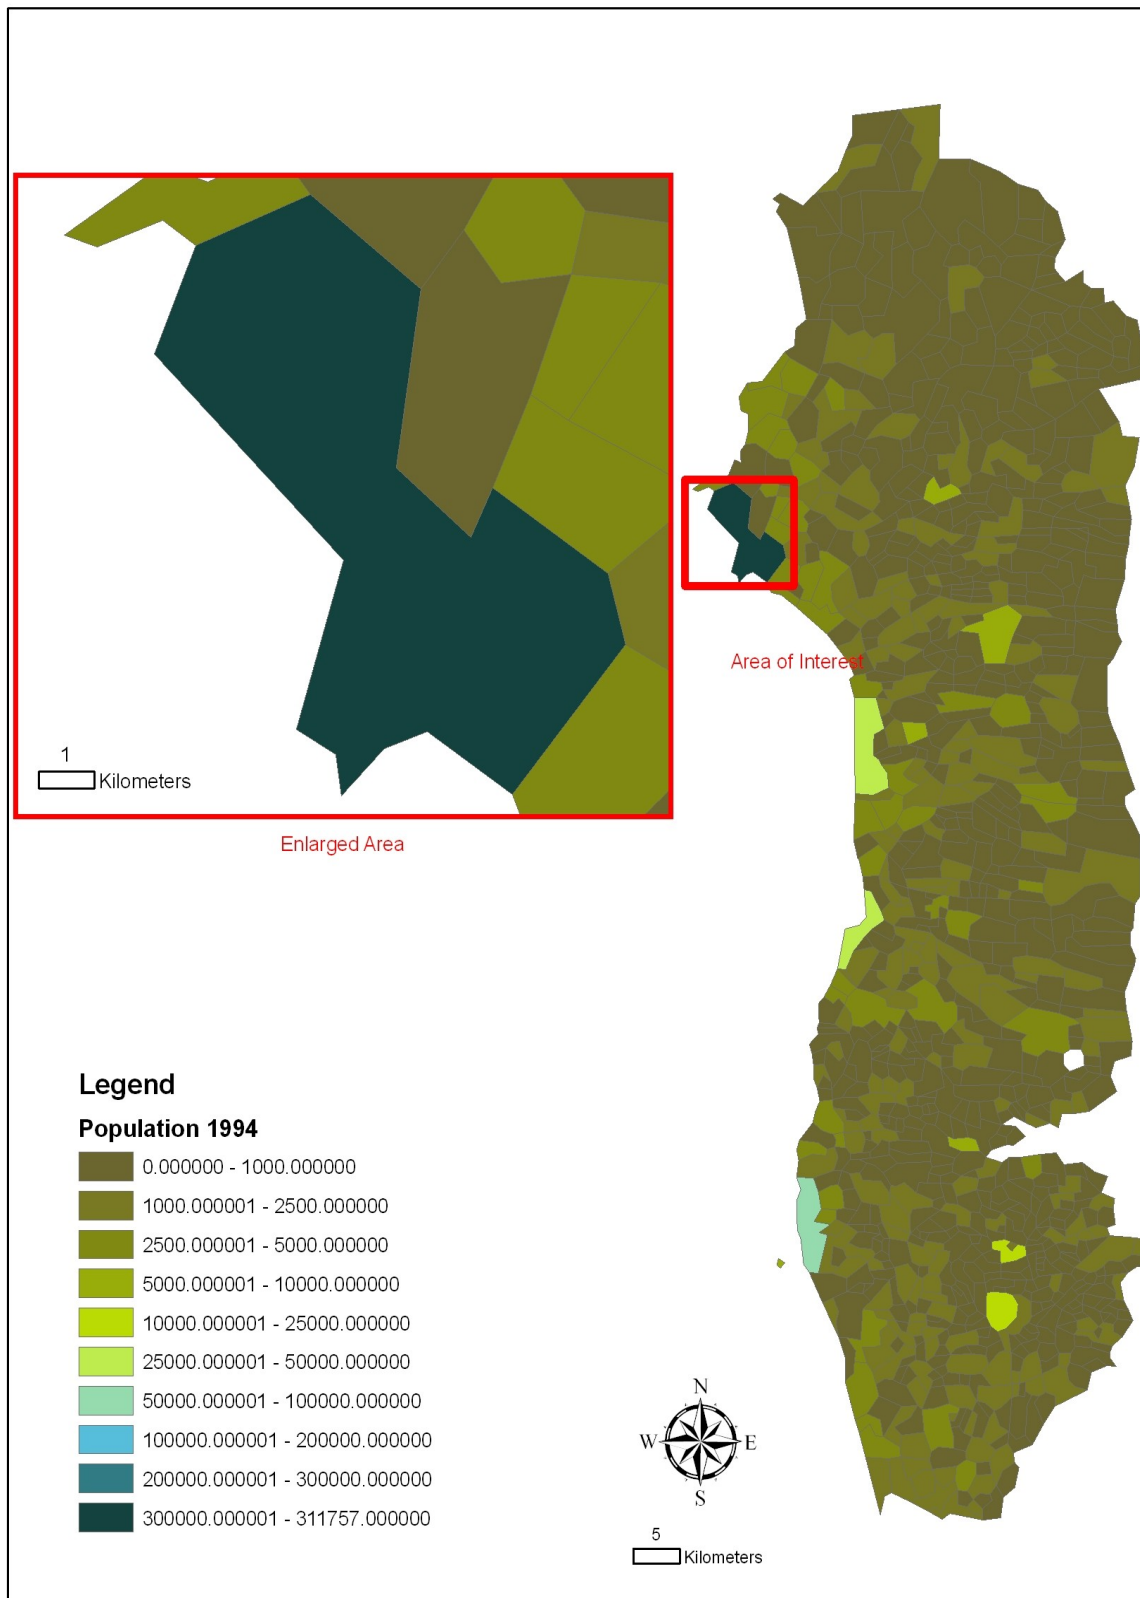 Area of Interest
1
Kilometers
Enlarged Area
Legend
Population 1994
0.000000 - 1000.000000
1000.000001 - 2500.000000
2500.000001 - 5000.000000
5000.000001 - 10000.000000
10000.000001 - 25000.000000
25000.000001 - 50000.000000
50000.000001 - 100000.000000
100000.000001 - 200000.000000
200000.000001 - 300000.000000
300000.000001 - 311757.000000
N
W E
S
5
Kilometers